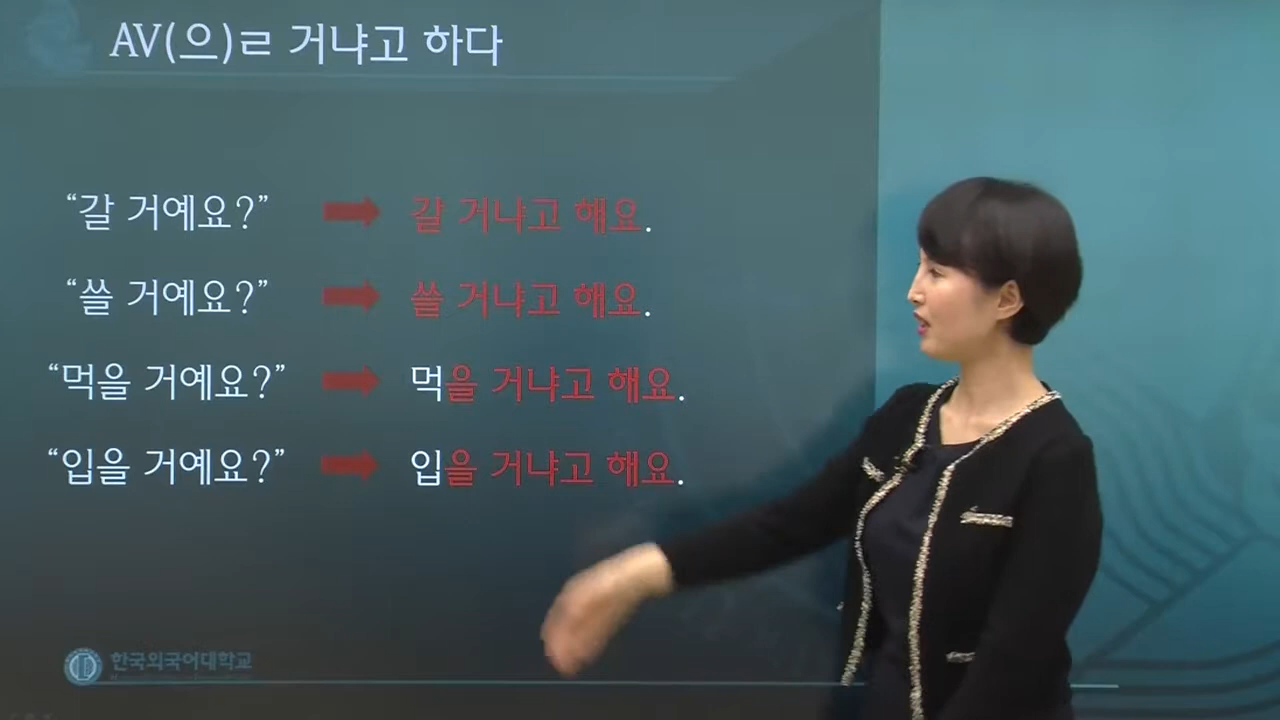 AV(으)ㄹ 거냐고 하다
“갈 거예요?” ➡ 갈 거냐고 해요.
“쓸 거예요?” ➡ 쓸 거냐고 해요.
“먹을 거예요?” ➡ 먹을 거냐고 해요.
“입을 거예요?” ➡ 입을 거냐고 해요.
한국외국어대학교